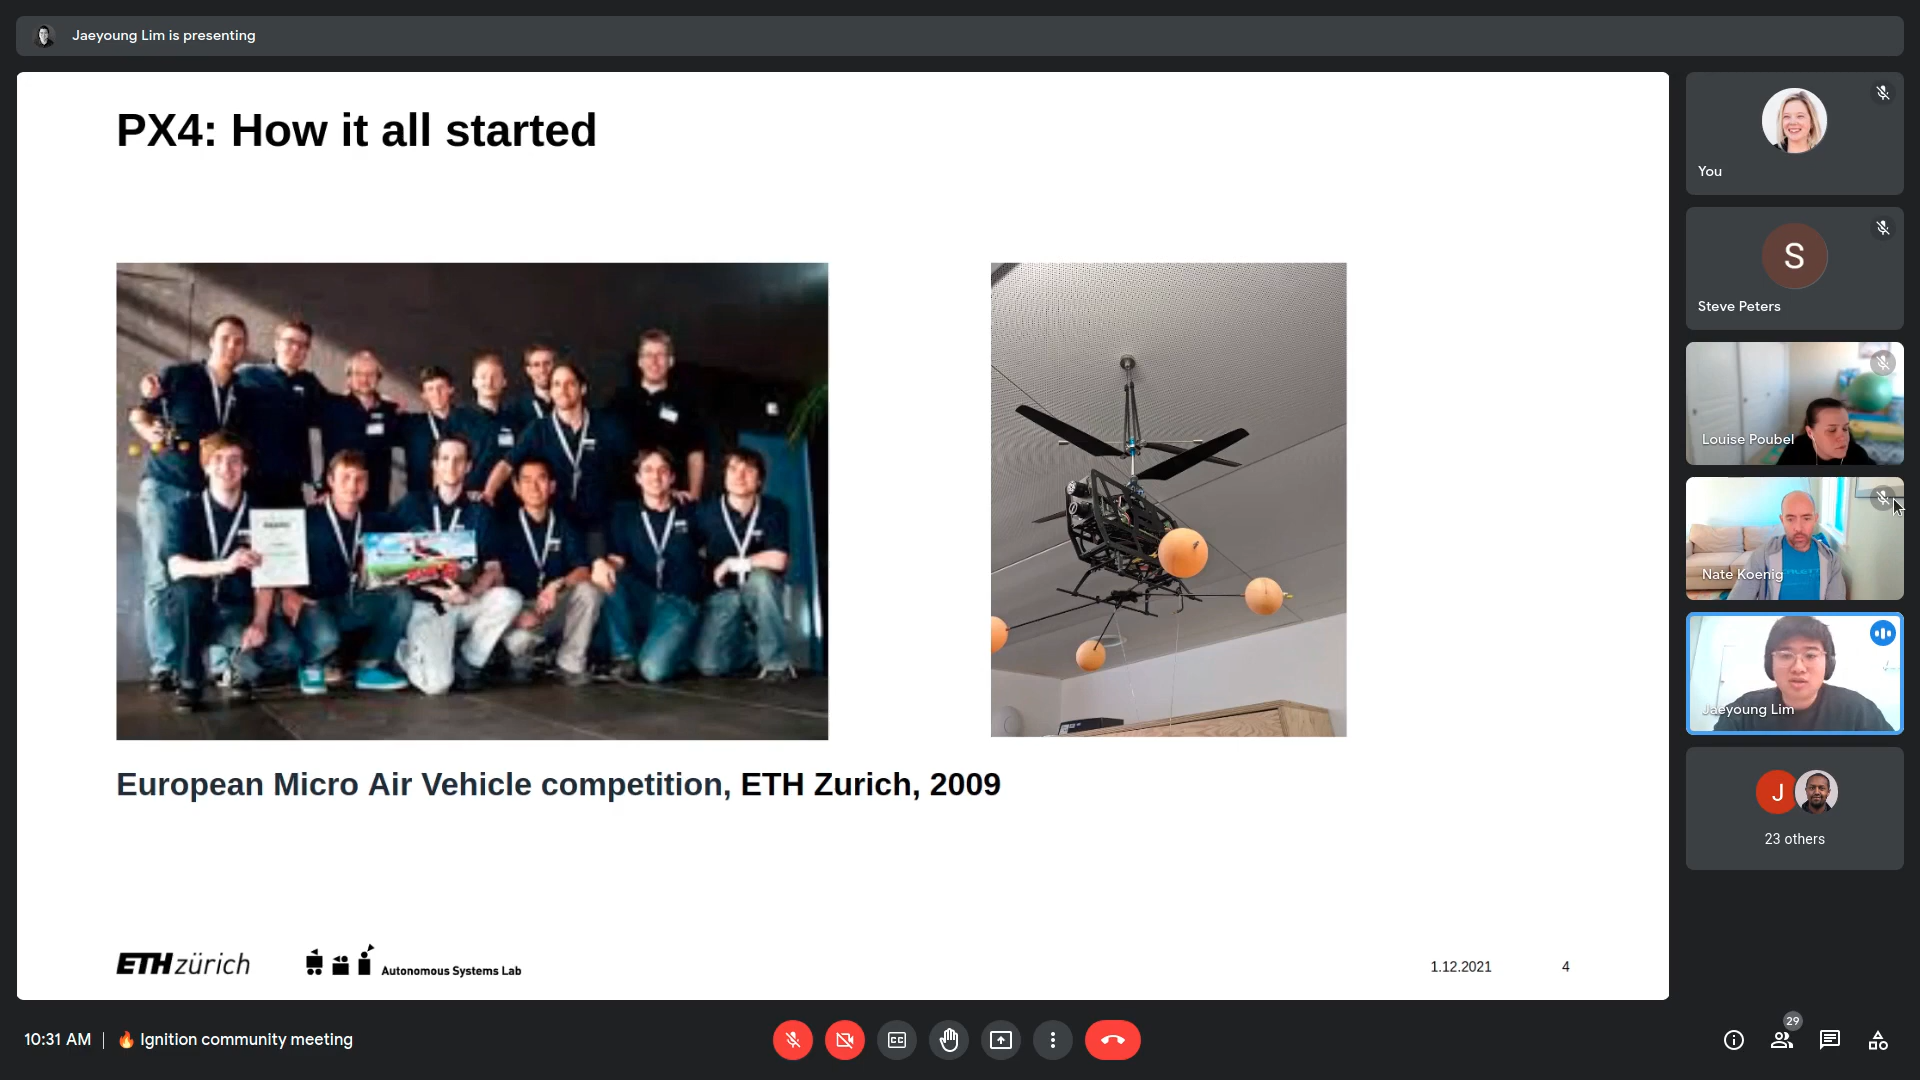 Jaeyoung Lim is presenting
PX4: How it all started
European Micro Air Vehicle competition, ETH Zurich, 2009
ETH zürich
Autonomous Systems Lab
1.12.2021
4
You
S
Steve Peters
Louise Poubel
Nate Koenig
Jaeyoung Lim
J
23 others
10:31 AM | 🔥 Ignition community meeting
CC
29